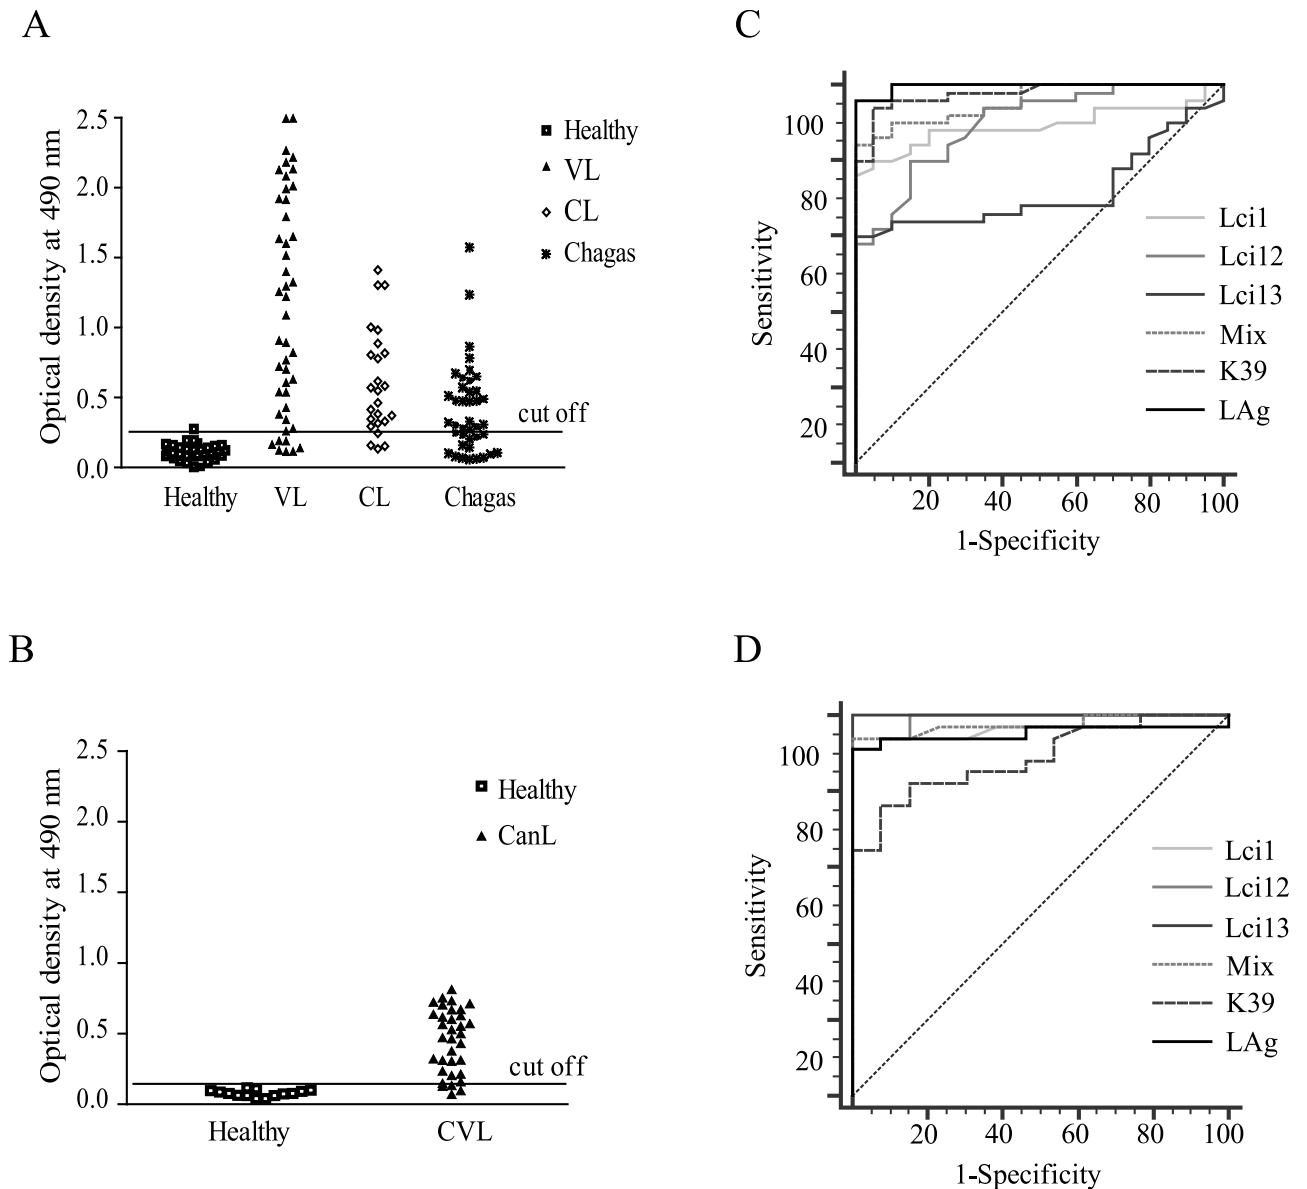 A
Optical density at 490 nm
2.5
2.0
1.5
1.0
0.5
0.0
Healthy
VL
CL
Chagas
cut off
Healthy
VL
CL
Chagas
C
Sensitivity
100
80
60
40
20
Lci1
Lci12
Lci13
Mix
K39
LAg
20
40
60
80
100
1-Specificity
B
Optical density at 490 nm
2.5
2.0
1.5
1.0
0.5
0.0
Healthy
CanL
cut off
Healthy
CVL
D
Sensitivity
100
80
60
40
20
Lci1
Lci12
Lci13
Mix
K39
LAg
20
40
60
80
100
1-Specificity